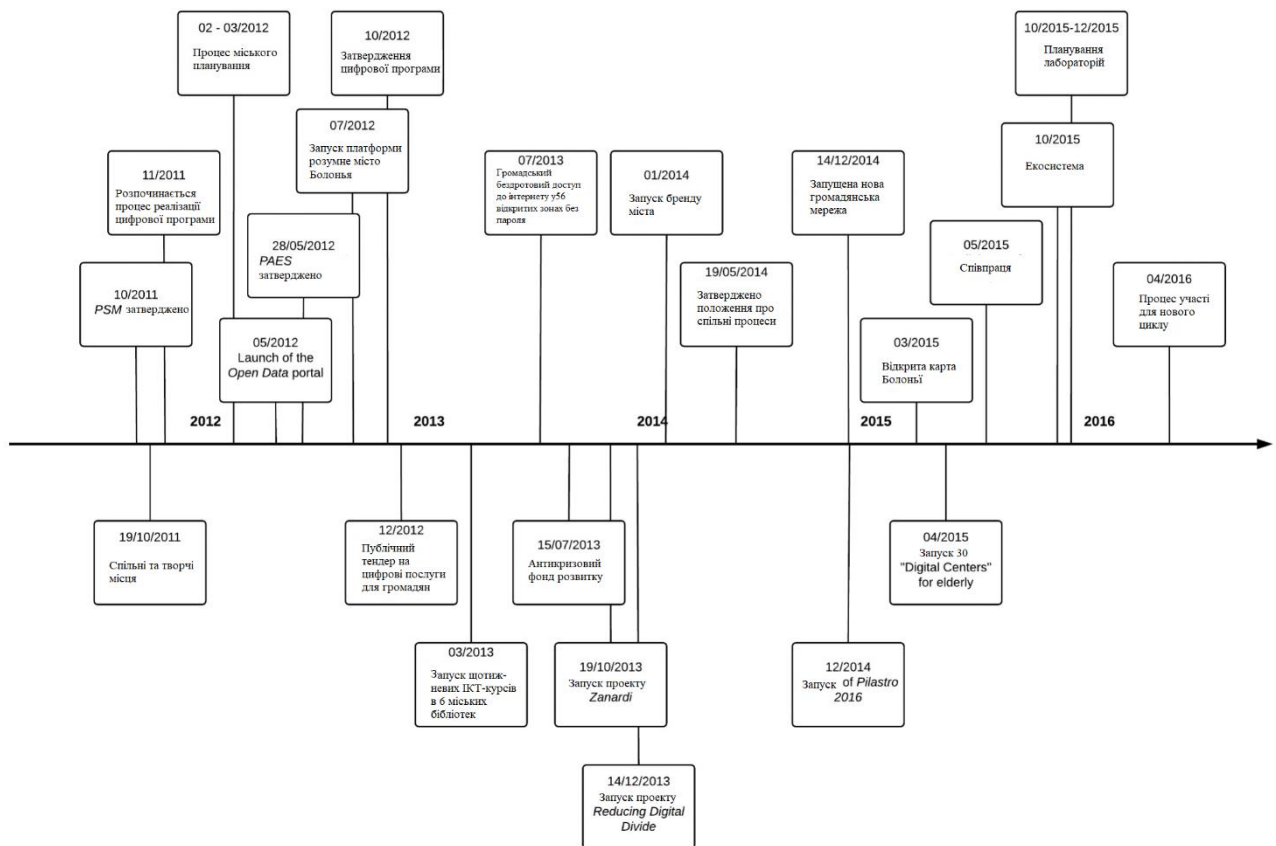 02 - 03/2012
Процес міського
планування
10/2012
Затвердження
цифрової програми
10/2015-12/2015
Планування
лабораторій
07/2012
Запуск платформи
розумне місто
Болонья
10/2015
Екосистема
11/2011
Розпочинається
процес реалізації
цифрової програми
07/2013
Громадський
бездротовий доступ
до інтернету у56
відкритих зонах без
пароля
01/2014
Запуск бренду
міста
14/12/2014
Запущена нова
громадянська
мережа
28/05/2012
PAES
затверджено
05/2015
Співпраця
10/2011
PSM затверджено
19/05/2014
Затверджено
положення про
спільні процеси
04/2016
Процес участі
для нового
циклу
05/2012
Launch of the
Open Data portal
03/2015
Відкрита карта
Болоньї
2012
2013
2014
2015
2016
19/10/2011
Спільні та творчі
місця
12/2012
Публічний
тендер на
цифрові послуги
для громадян
15/07/2013
Антикризовий
фонд розвитку
04/2015
Запуск 30
"Digital Centers"
for elderly
03/2013
Запуск щотиж-
невих ІКТ-курсів
в 6 міських
бібліотек
19/10/2013
Запуск проекту
Zanardi
12/2014
Запуск of Pilastro
2016
14/12/2013
Запуск проекту
Reducing Digital
Divide